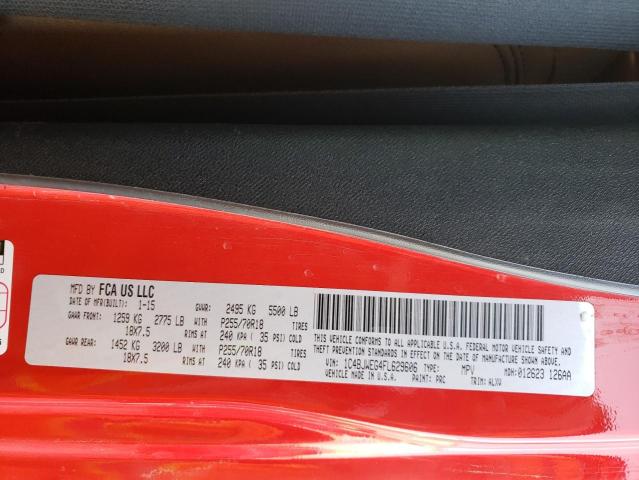 MFD BY FCA US LLC
DATE OF MFR(BUILT): 1-15 GVWR: 2495 KG 5500 LB
GAWR FRONT: 1259 KG 2775 LB WITH P255/70R18 TIRES
18X7.5 RIMS AT 240 KPA ( 35 PSI) COLD
GAWR REAR: 1452 KG 3200 LB WITH P255/70R18 TIRES
18X7.5 RIMS AT 240 KPA ( 35 PSI) COLD
THIS VEHICLE CONFORMS TO ALL APPLICABLE U.S.A. FEDERAL MOTOR VEHICLE SAFETY AND
THEFT PREVENTION STANDARDS IN EFFECT ON THE DATE OF MANUFACTURE SHOWN ABOVE.
VIN: 1C4BJWEG4FL629606 TYPE: MPV MDH: 012623 126AA
VEHICLE MADE IN U.S.A. PAINT: PRC TRIM: ALXV